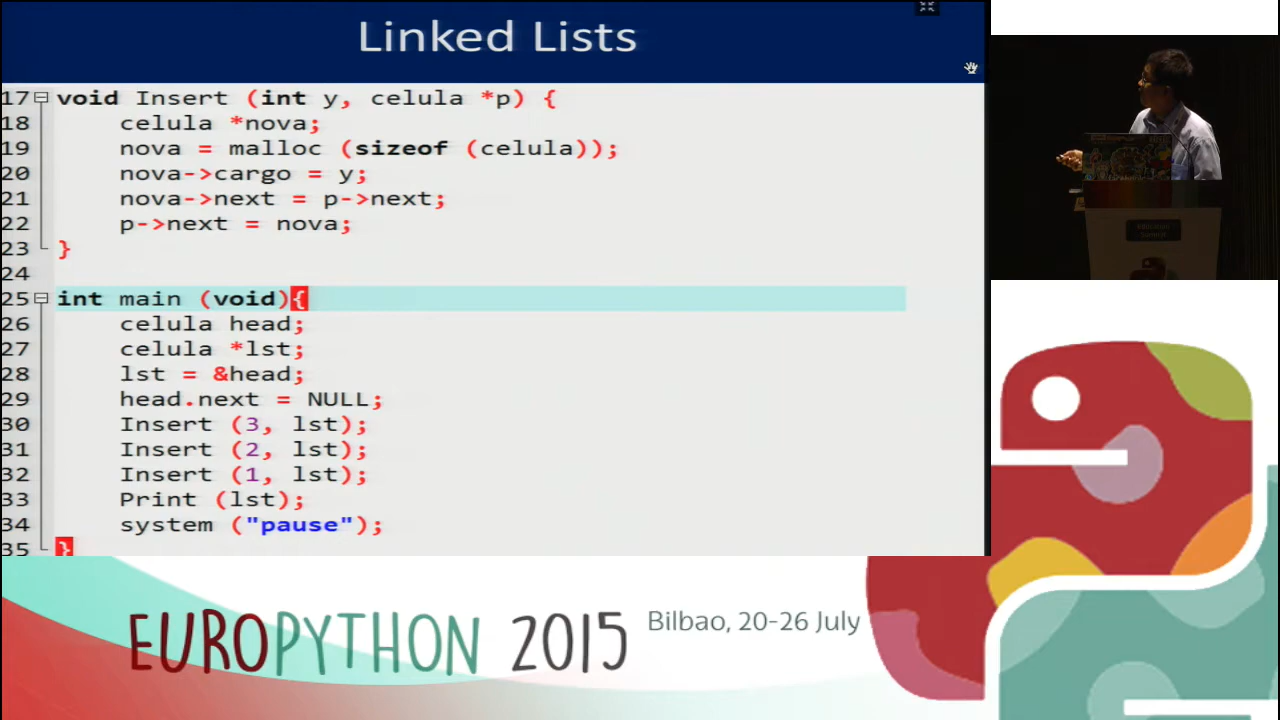 Linked Lists
17 void Insert (int y, celula *p) {
18 celula *nova;
19 nova = malloc (sizeof (celula));
20 nova->cargo = y;
21 nova->next = p->next;
22 p->next = nova;
23 }
24
25 int main (void){
26 celula head;
27 celula *lst;
28 lst = &head;
29 head.next = NULL;
30 Insert (3, lst);
31 Insert (2, lst);
32 Insert (1, lst);
33 Print (lst);
34 system ("pause");
35 }
EUROPYTHON 2015
Bilbao, 20-26 July